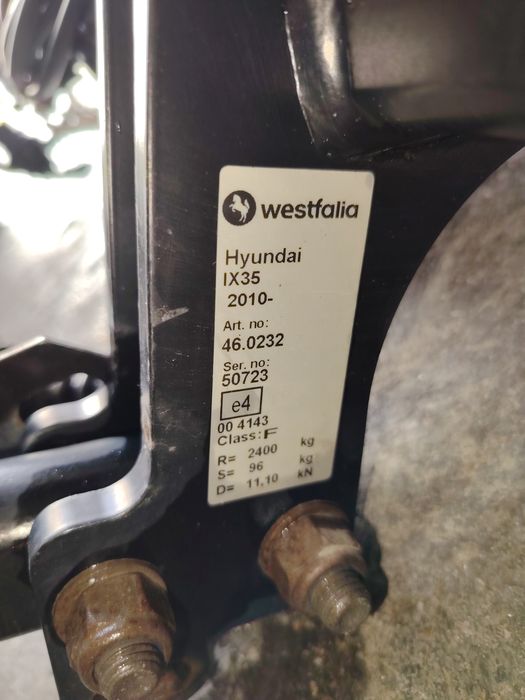 westfalia
Hyundai
IX35
2010-
Art. no:
46.0232
Ser. no:
50723
e4
00 4143
Class: F
R= 2400 kg
S= 96 kg
D= 11,10 kN